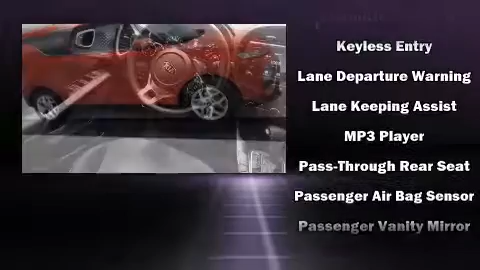 Keyless Entry
Lane Departure Warning
Lane Keeping Assist
MP3 Player
Pass-Through Rear Seat
Passenger Air Bag Sensor
Passenger Vanity Mirror